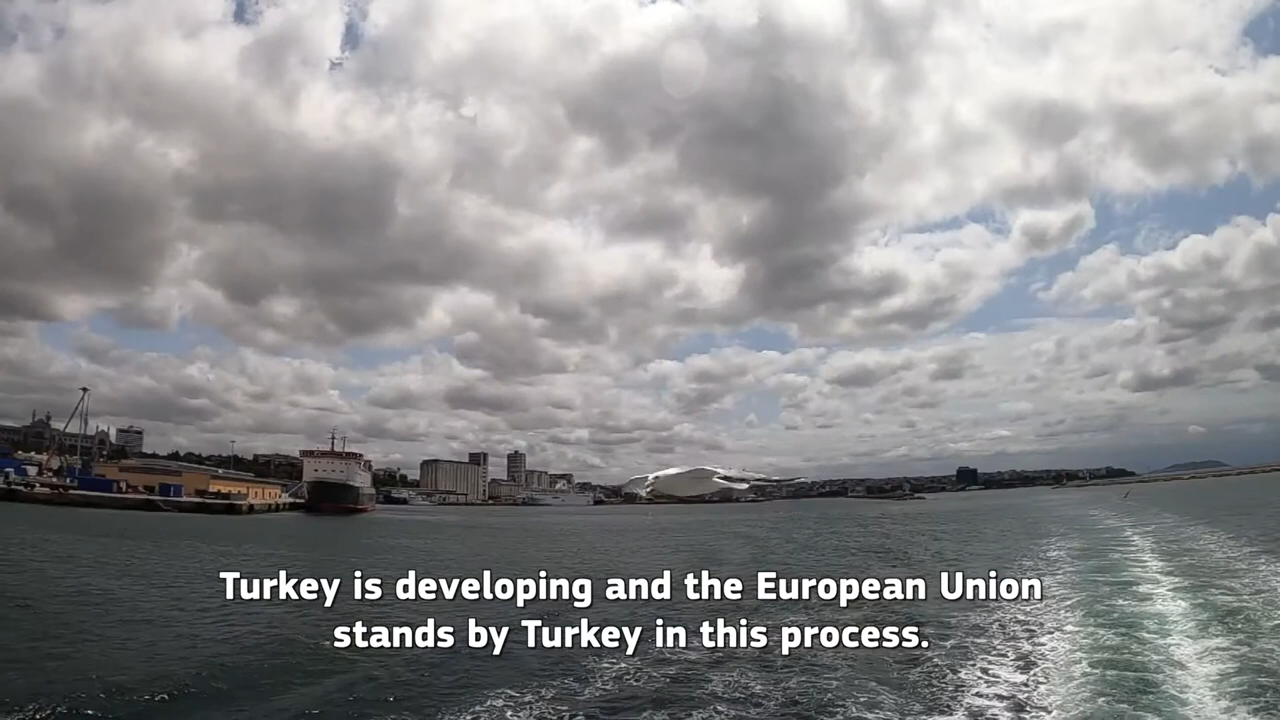 Turkey is developing and the European Union
stands by Turkey in this process.